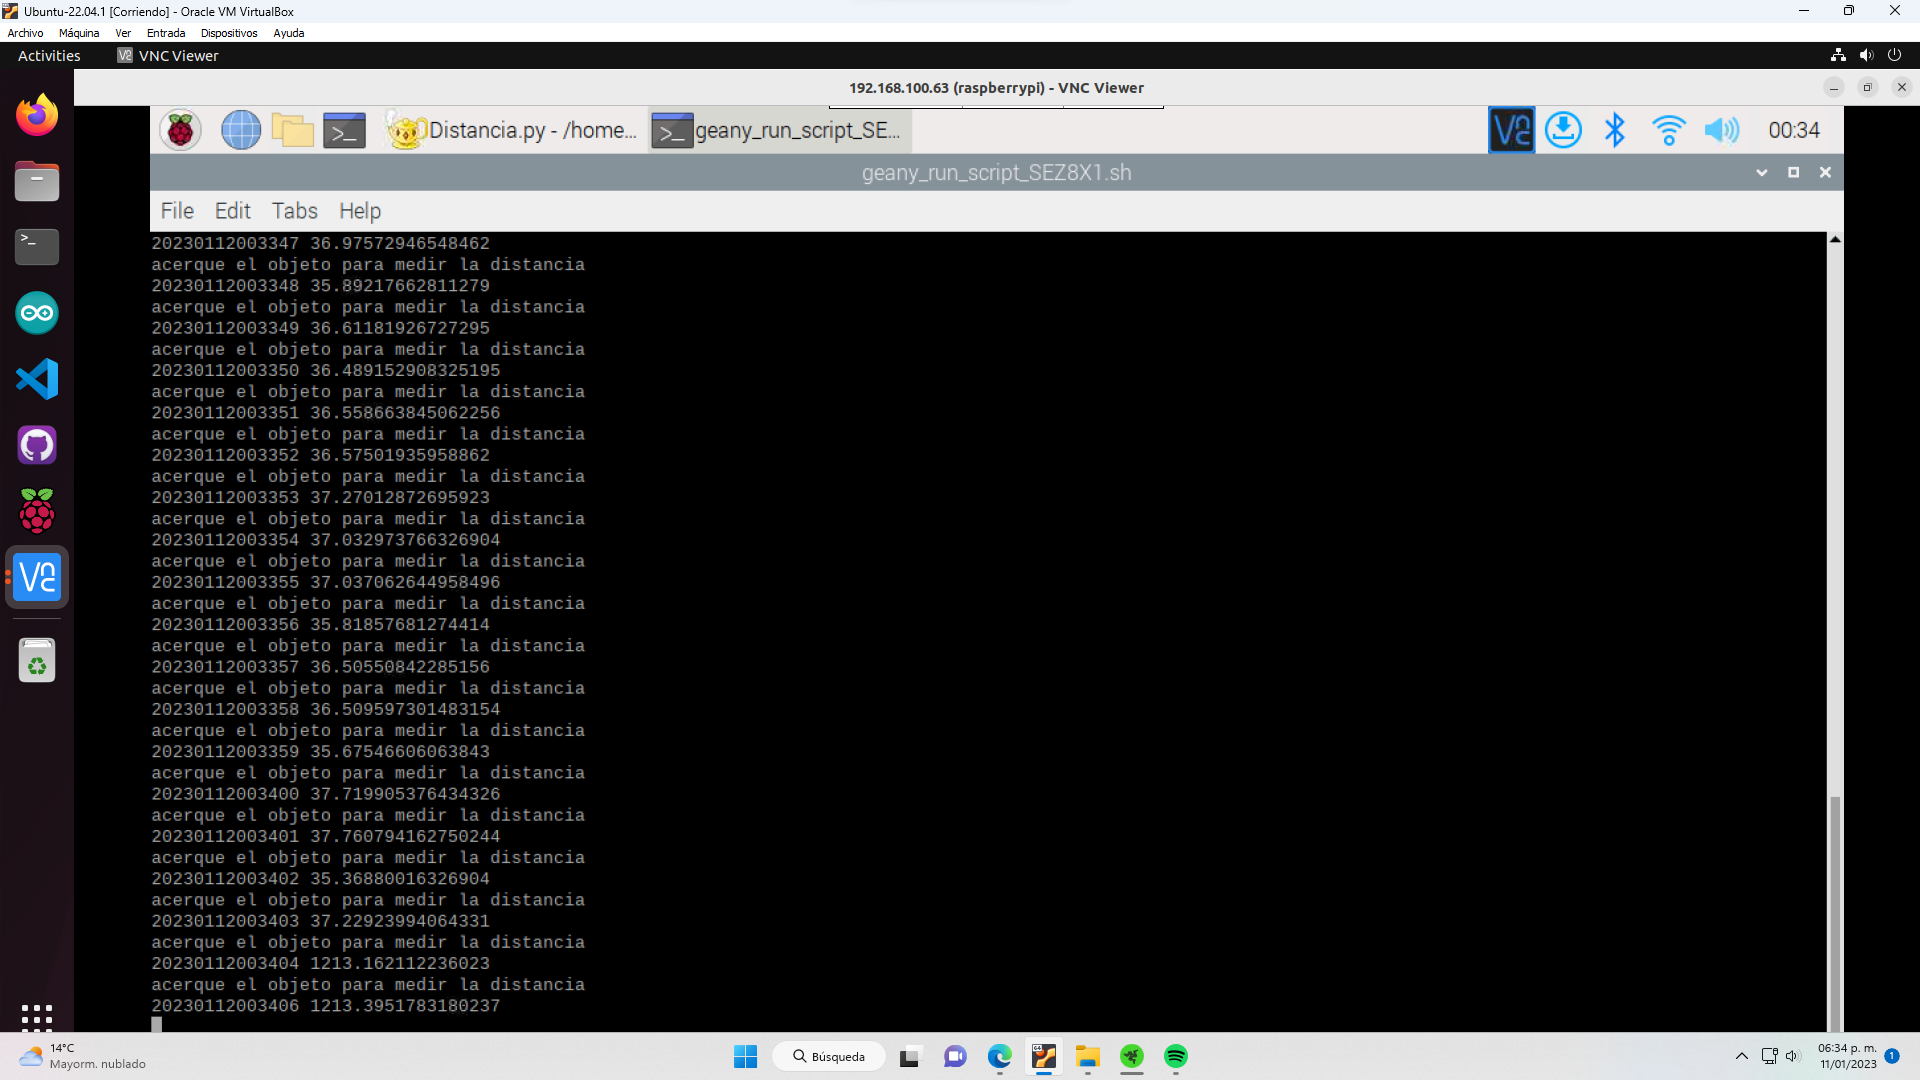 Ubuntu-22.04.1 [Corriendo] - Oracle VM VirtualBox
Archivo Máquina Ver Entrada Dispositivos Ayuda
Activities VNC Viewer
192.168.100.63 (raspberrypi) - VNC Viewer
Distancia.py - /home... geany_run_script_SE... 00:34
geany_run_script_SEZ8X1.sh
File Edit Tabs Help
20230112003347 36.97572946548462
acerque el objeto para medir la distancia
20230112003348 35.89217662811279
acerque el objeto para medir la distancia
20230112003349 36.61181926727295
acerque el objeto para medir la distancia
20230112003350 36.489152908325195
acerque el objeto para medir la distancia
20230112003351 36.558663845062256
acerque el objeto para medir la distancia
20230112003352 36.57501935958862
acerque el objeto para medir la distancia
20230112003353 37.27012872695923
acerque el objeto para medir la distancia
20230112003354 37.032973766326904
acerque el objeto para medir la distancia
20230112003355 37.037062644958496
acerque el objeto para medir la distancia
20230112003356 35.81857681274414
acerque el objeto para medir la distancia
20230112003357 36.50550842285156
acerque el objeto para medir la distancia
20230112003358 36.509597301483154
acerque el objeto para medir la distancia
20230112003359 35.67546606063843
acerque el objeto para medir la distancia
20230112003400 37.719905376434326
acerque el objeto para medir la distancia
20230112003401 37.760794162750244
acerque el objeto para medir la distancia
20230112003402 35.36880016326904
acerque el objeto para medir la distancia
20230112003403 37.22923994064331
acerque el objeto para medir la distancia
20230112003404 1213.162112236023
acerque el objeto para medir la distancia
20230112003406 1213.3951783180237
14°C
Mayorm. nublado
Búsqueda
06:34 p. m.
11/01/2023
1